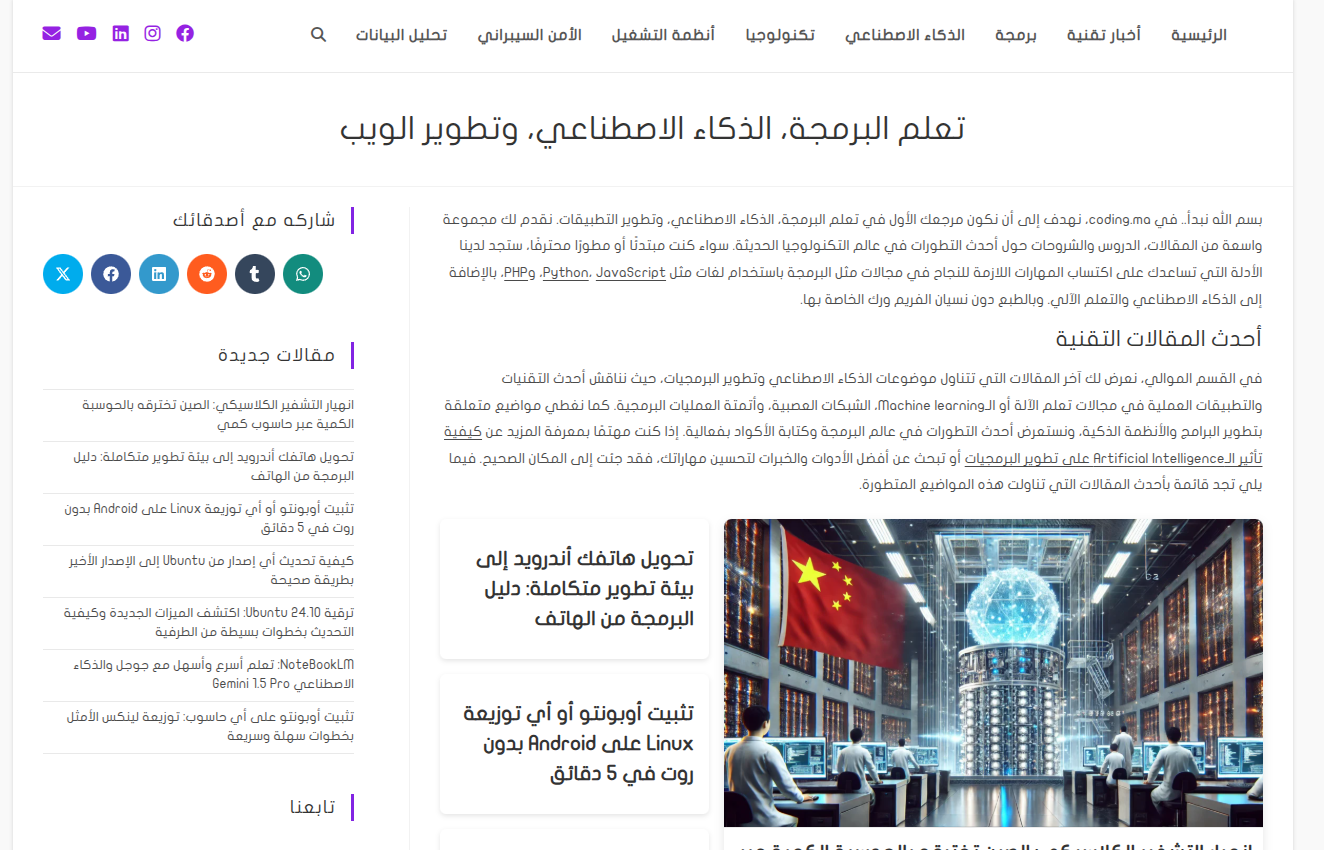 الرئيسية
أخبار تقنية
برمجة
الذكاء الاصطناعي
تكنولوجيا
أنظمة التشغيل
الأمن السيبراني
تحليل البيانات
تعلم البرمجة، الذكاء الاصطناعي، وتطوير الويب
بسم الله نبدأ.. في coding.ma، نهدف إلى أن نكون مرجعك الأول في تعلم البرمجة، الذكاء الاصطناعي، وتطوير التطبيقات. نقدم لك مجموعة
واسعة من المقالات، الدروس والشروحات حول أحدث التطورات في عالم التكنولوجيا الحديثة. سواء كنت مبتدئًا أو مطورًا محترفًا، ستجد لدينا
الأدلة التي تساعدك على اكتساب المهارات اللازمة للنجاح في مجالات مثل البرمجة باستخدام لغات مثل Python، JavaScript، وPHP، بالإضافة
إلى الذكاء الاصطناعي والتعلم الآلي. وبالطبع دون نسيان الفريم ورك الخاصة بها.
أحدث المقالات التقنية
في القسم الموالي، نعرض لك آخر المقالات التي تتناول موضوعات الذكاء الاصطناعي وتطوير البرمجيات، حيث نناقش أحدث التقنيات
والتطبيقات العملية في مجالات تعلم الآلة أو الـMachine learning، الشبكات العصبية، وأتمتة العمليات البرمجية. كما نغطي مواضيع متعلقة
بتطوير البرامج والأنظمة الذكية، ونستعرض أحدث التطورات في عالم البرمجة وكتابة الأكواد بفعالية. إذا كنت مهتمًا بمعرفة المزيد عن كيفية
تأثير الـArtificial Intelligence على تطوير البرمجيات أو تبحث عن أفضل الأدوات والخبرات لتحسين مهاراتك، فقد جئت إلى المكان الصحيح. فيما
يلي تجد قائمة بأحدث المقالات التي تناولت هذه المواضيع المتطورة.
تحويل هاتفك أندرويد إلى
بيئة تطوير متكاملة: دليل
البرمجة من الهاتف
تثبيت أوبونتو أو أي توزيعة
Linux على Android بدون
روت في 5 دقائق
شاركه مع أصدقائك
مقالات جديدة
انهيار التشفير الكلاسيكي: الصين تخترقه بالحوسبة
الكمية عبر حاسوب كمي
تحويل هاتفك أندرويد إلى بيئة تطوير متكاملة: دليل
البرمجة من الهاتف
تثبيت أوبونتو أو أي توزيعة Linux على Android بدون
روت في 5 دقائق
كيفية تحديث أي إصدار من Ubuntu إلى الإصدار الأخير
بطريقة صحيحة
ترقية Ubuntu 24.10: اكتشف الميزات الجديدة وكيفية
التحديث بخطوات بسيطة من الطرفية
NoteBookLM: تعلم أسرع وأسهل مع جوجل والذكاء
الاصطناعي Gemini 1.5 Pro
تثبيت أوبونتو على أي حاسوب: توزيعة لينكس الأمثل
بخطوات سهلة وسريعة
تابعنا